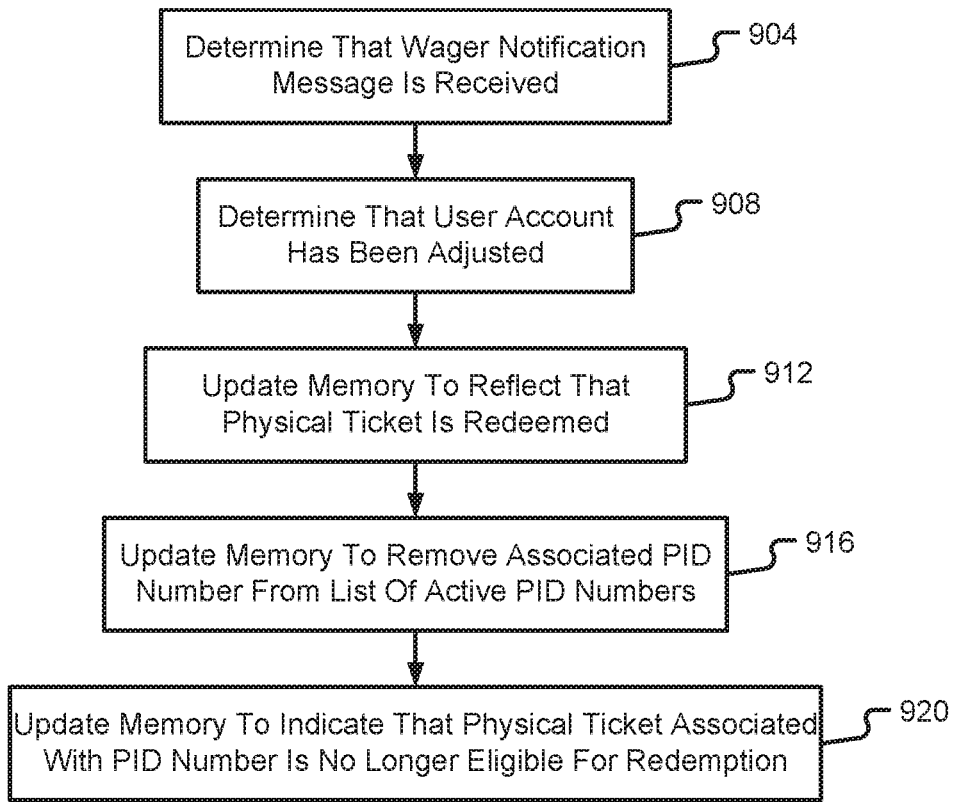 Determine That Wager Notification
Message Is Received
904
Determine That User Account
Has Been Adjusted
908
Update Memory To Reflect That
Physical Ticket Is Redeemed
912
Update Memory To Remove Associated PID
Number From List Of Active PID Numbers
916
Update Memory To Indicate That Physical Ticket Associated
With PID Number Is No Longer Eligible For Redemption
920